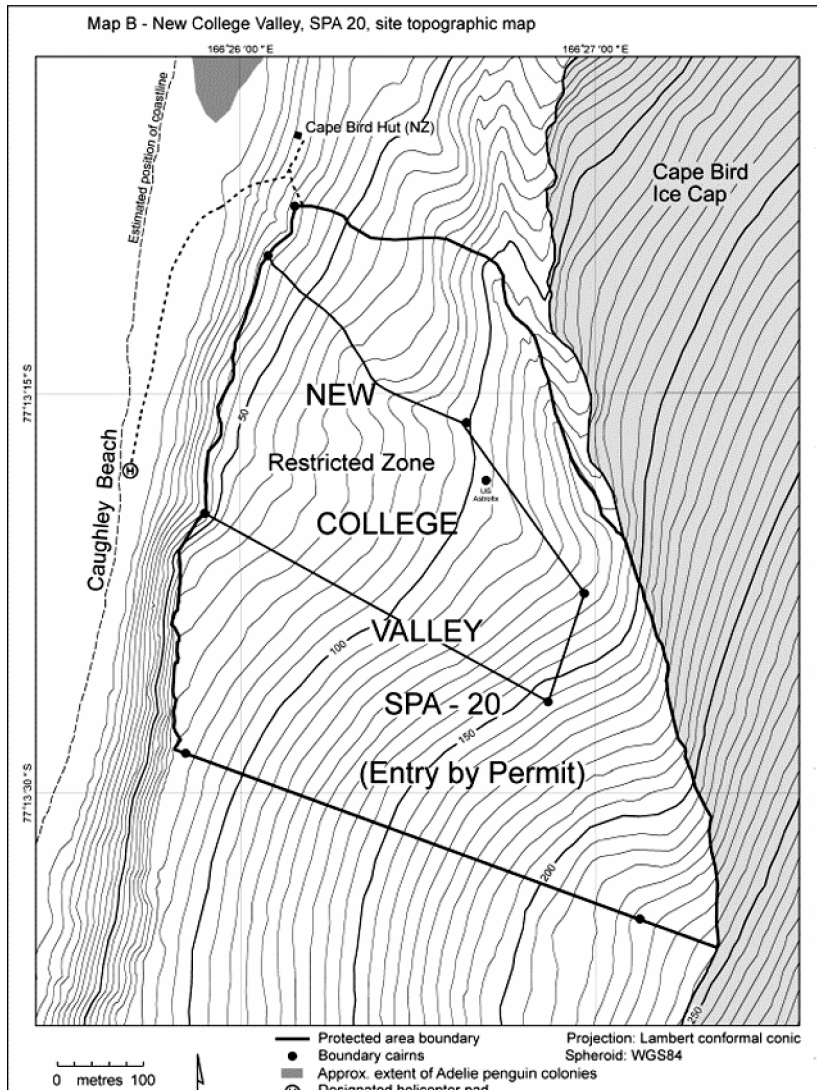 Map B - New College Valley, SPA 20, site topographic map
166°26 '00 " E
166°27 '00 " E
Estimated position of coastline
Cape Bird Hut (NZ)
Cape Bird
Ice Cap
77°13'15" S
NEW
50
Restricted Zone
H
US
Astrofix
COLLEGE
Caughley Beach
VALLEY
100
SPA - 20
150
(Entry by Permit)
77°13'30" S
200
250
Protected area boundary
Projection: Lambert conformal conic
Boundary cairns
Spheroid: WGS84
Approx. extent of Adelie penguin colonies
0 metres 100
H
Designated helicopter pad